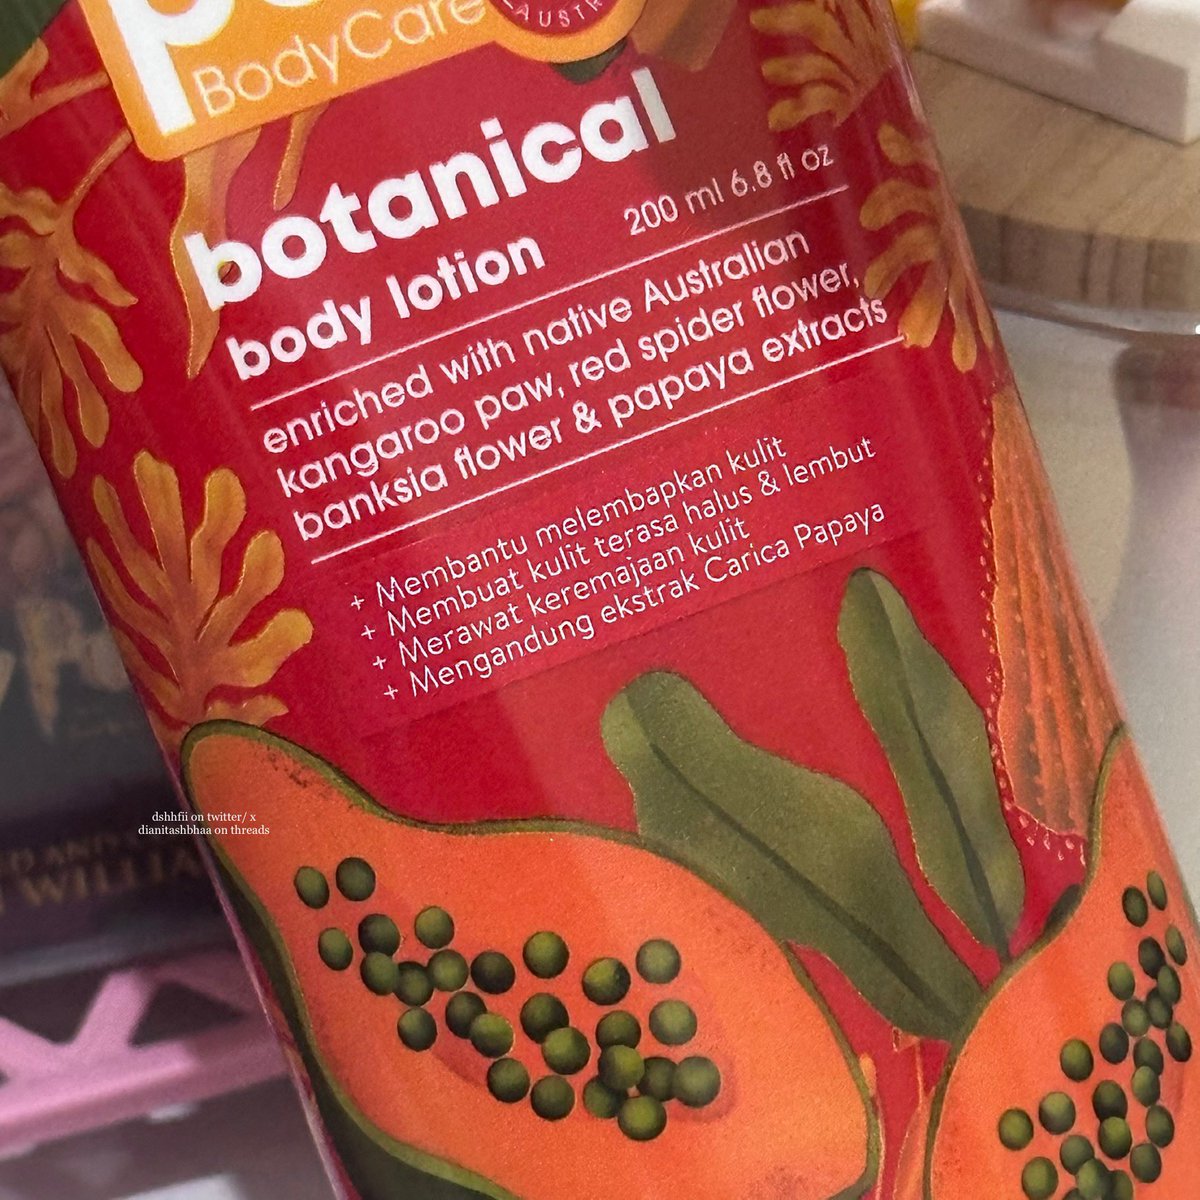 BodyCare
AUSTR
botanical
body lotion
200 ml 6.8 fl oz
enriched with native Australian
kangaroo paw, red spider flower,
banksia flower & papaya extracts
+ Membantu melembapkan kulit
+ Membuat kulit terasa halus & lembut
+ Merawat keremajaan kulit
+ Mengandung ekstrak Carica Papaya
dshhfii on twitter/ x
dianitashbhaa on threads